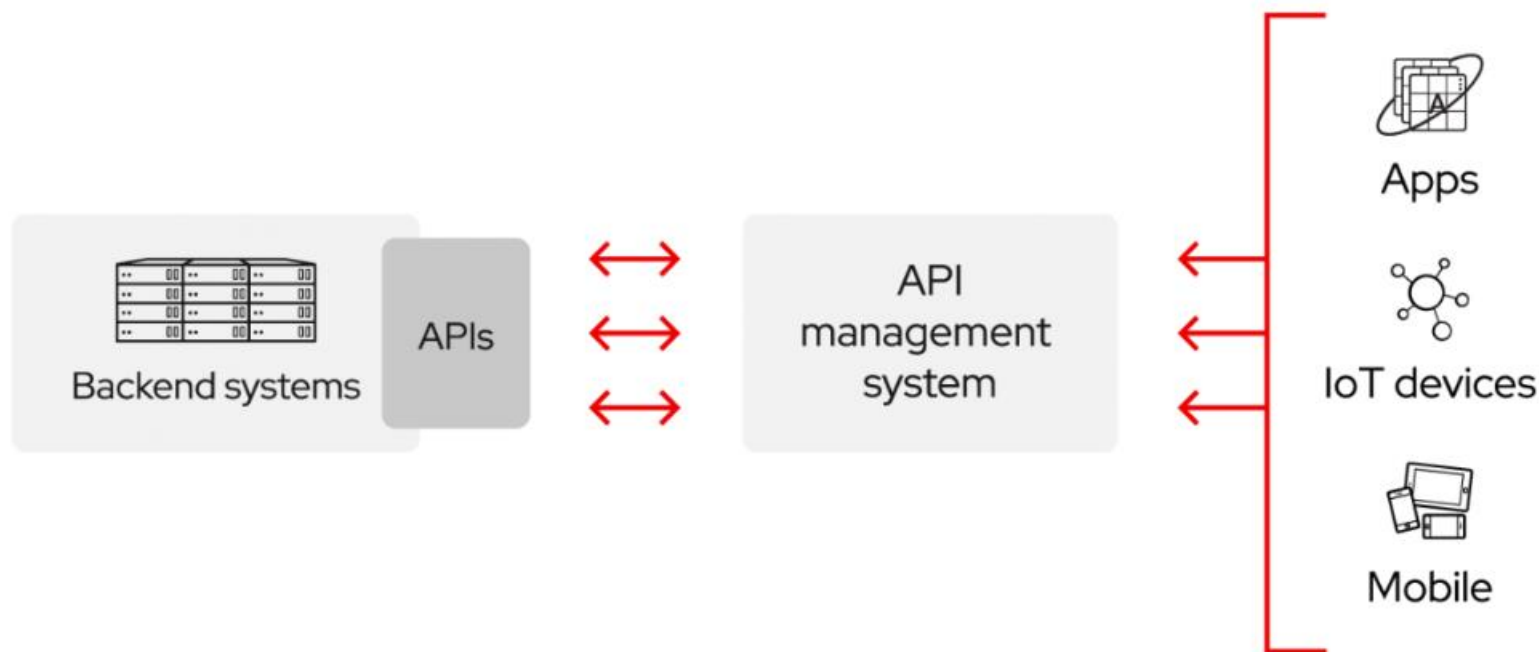 Backend systems
APIs
API
management
system
A
Apps
IoT devices
Mobile